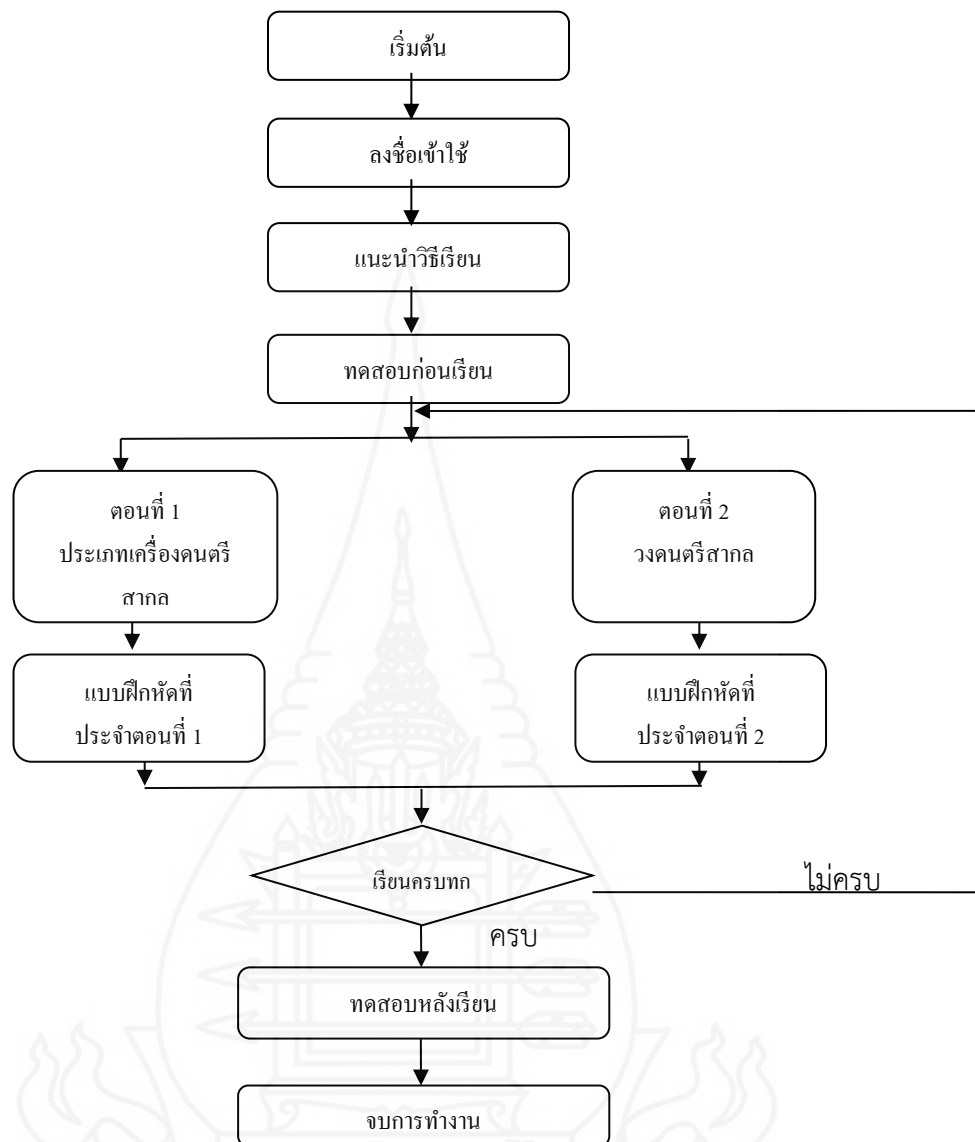 เริ่มต้น
ลงชื่อเข้าใช้
แนะนำวิธีเรียน
ทดสอบก่อนเรียน
ตอนที่ 1
ประเภทเครื่องดนตรี
สากล
ตอนที่ 2
วงดนตรีสากล
แบบฝึกหัดที่
ประจำตอนที่ 1
แบบฝึกหัดที่
ประจำตอนที่ 2
เรียนครบทก
ไม่ครบ
ครบ
ทดสอบหลังเรียน
จบการทำงาน